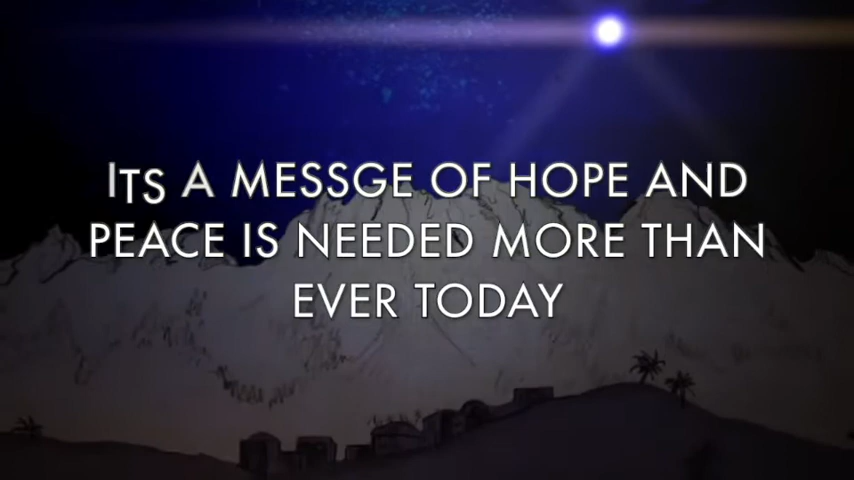 ITS A MESSGE OF HOPE AND
PEACE IS NEEDED MORE THAN
EVER TODAY